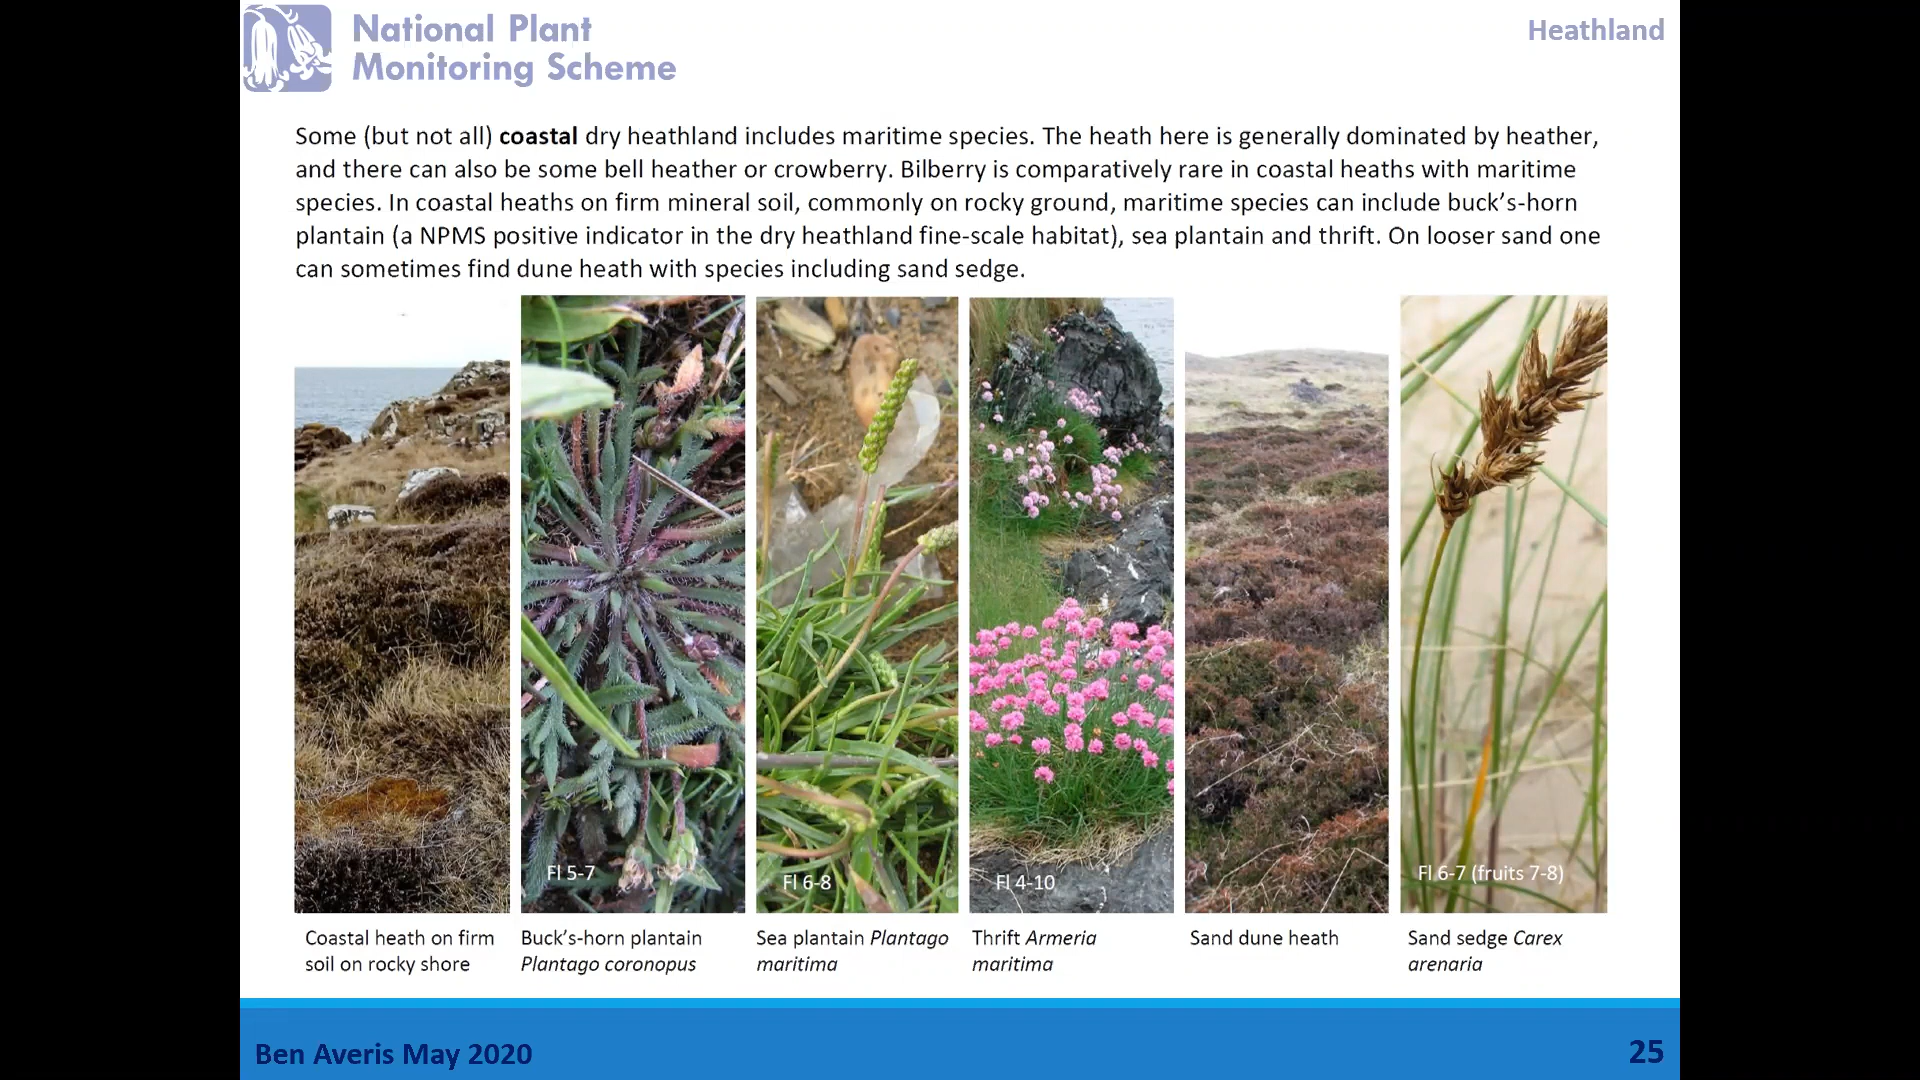 National Plant
Monitoring Scheme
Heathland
Some (but not all) coastal dry heathland includes maritime species. The heath here is generally dominated by heather,
and there can also be some bell heather or crowberry. Bilberry is comparatively rare in coastal heaths with maritime
species. In coastal heaths on firm mineral soil, commonly on rocky ground, maritime species can include buck’s-horn
plantain (a NPMS positive indicator in the dry heathland fine-scale habitat), sea plantain and thrift. On looser sand one
can sometimes find dune heath with species including sand sedge.
Fl 5-7
Fl 6-8
Fl 4-10
Fl 6-7 (fruits 7-8)
Coastal heath on firm
soil on rocky shore
Buck’s-horn plantain
Plantago coronopus
Sea plantain Plantago
maritima
Thrift Armeria
maritima
Sand dune heath
Sand sedge Carex
arenaria
Ben Averis May 2020
25